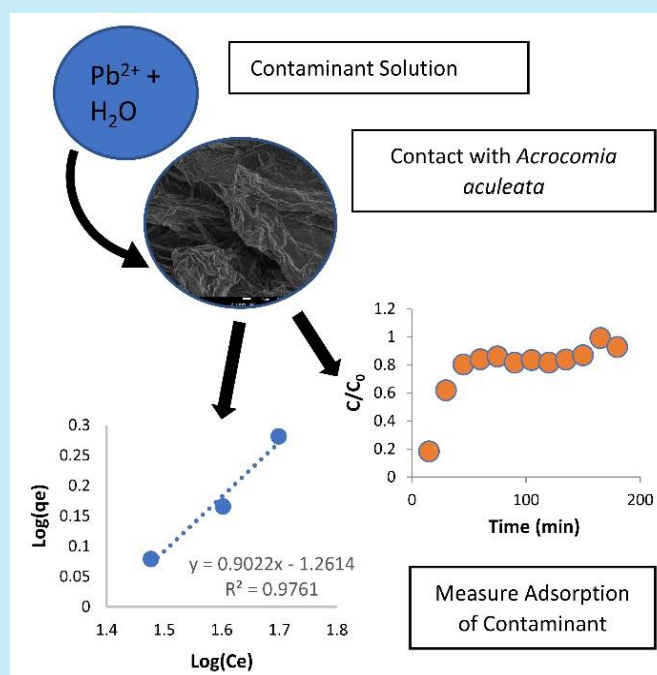 Pb²⁺ +
H₂O
Contaminant Solution
Contact with Acrocomia
aculeata
1.2
1
0.8
0.6
0.4
0.2
0
C/C₀
0
100
200
Time (min)
0.3
0.25
0.2
0.15
0.1
0.05
0
Log(qe)
y = 0.9022x - 1.2614
R² = 0.9761
1.4
1.5
1.6
1.7
1.8
Log(Ce)
Measure Adsorption
of Contaminant